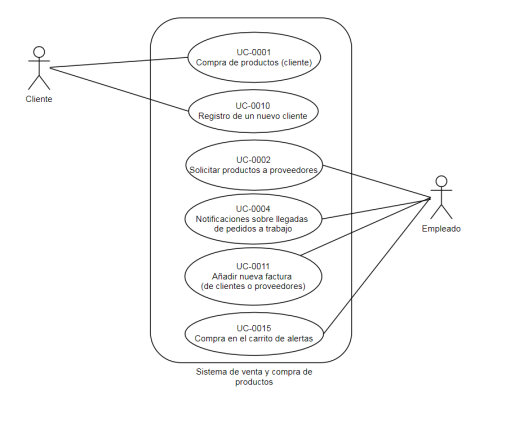 UC-0001
Compra de productos (cliente)
Cliente
UC-0010
Registro de un nuevo cliente
UC-0002
Solicitar productos a proveedores
UC-0004
Notificaciones sobre llegadas
de pedidos a trabajo
Empleado
UC-0011
Añadir nueva factura
(de clientes o proveedores)
UC-0015
Compra en el carrito de alertas
Sistema de venta y compra de
productos